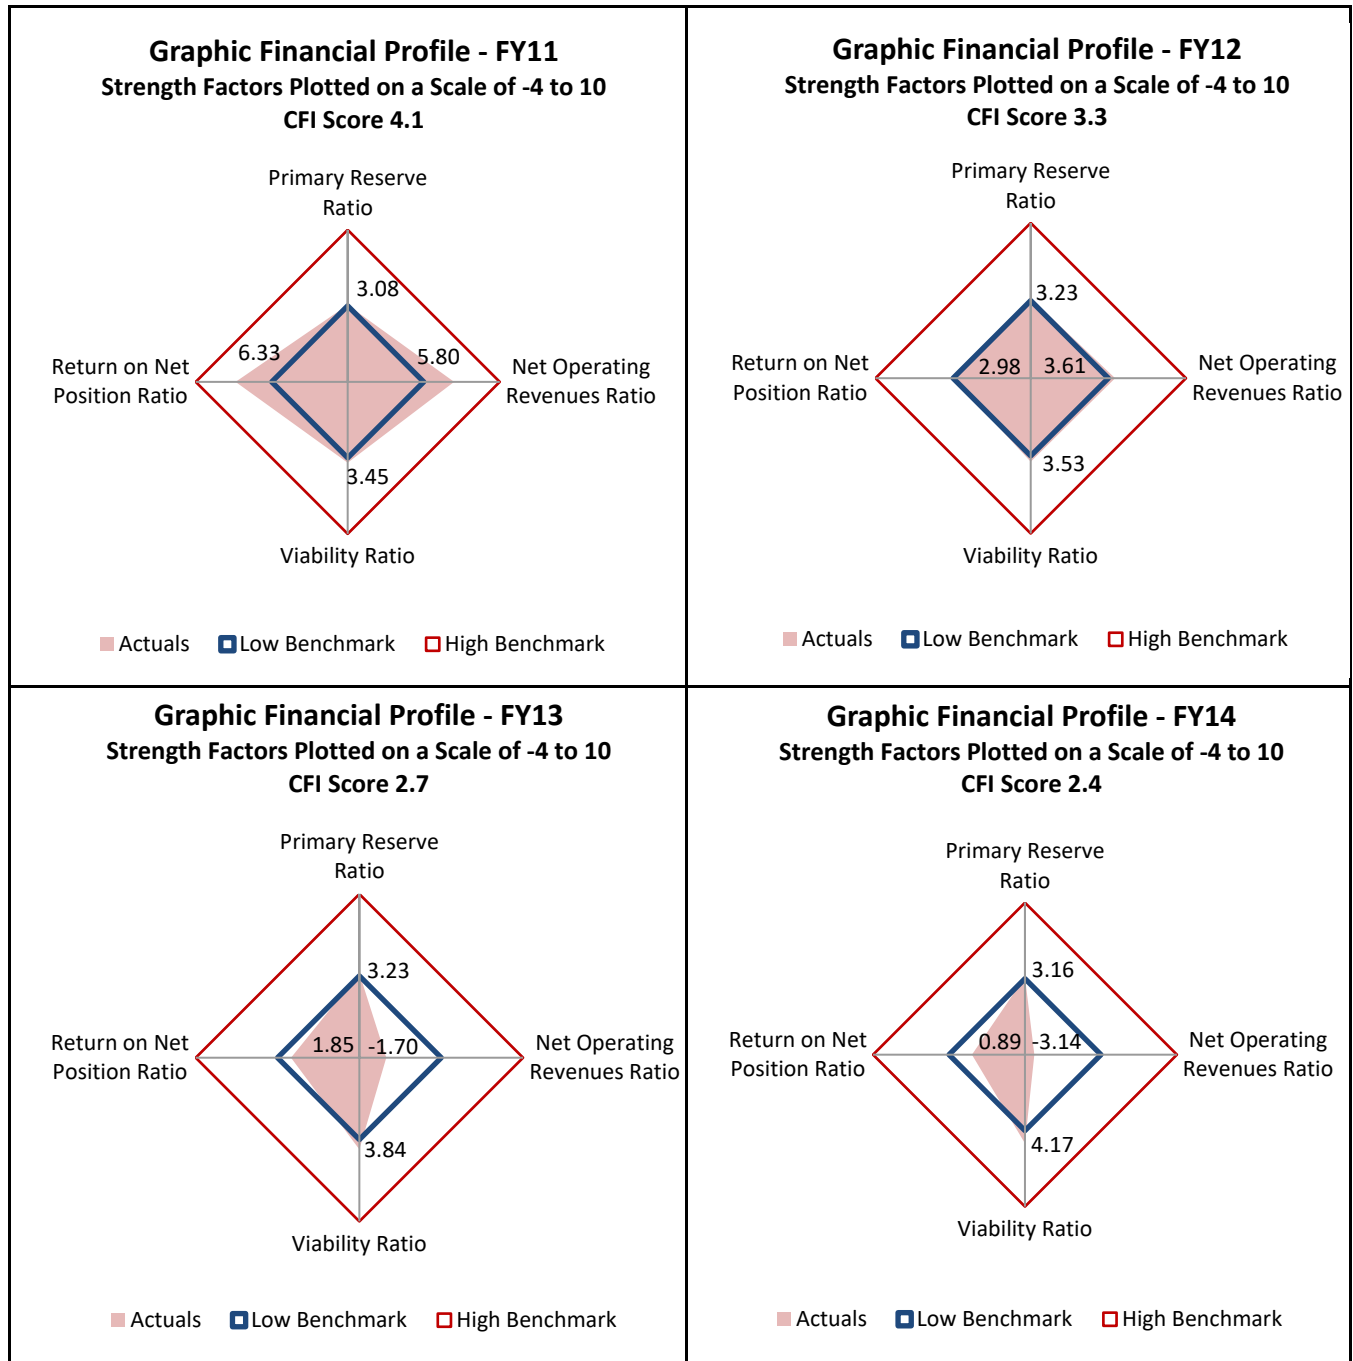 Graphic Financial Profile - FY11
Strength Factors Plotted on a Scale of -4 to 10
CFI Score 4.1
Primary Reserve
Ratio
3.08
6.33
5.80
Return on Net
Position Ratio
Net Operating
Revenues Ratio
3.45
Viability Ratio
Actuals Low Benchmark High Benchmark
Graphic Financial Profile - FY12
Strength Factors Plotted on a Scale of -4 to 10
CFI Score 3.3
Primary Reserve
Ratio
3.23
2.98
3.61
Return on Net
Position Ratio
Net Operating
Revenues Ratio
3.53
Viability Ratio
Actuals Low Benchmark High Benchmark
Graphic Financial Profile - FY13
Strength Factors Plotted on a Scale of -4 to 10
CFI Score 2.7
Primary Reserve
Ratio
3.23
1.85
-1.70
Return on Net
Position Ratio
Net Operating
Revenues Ratio
3.84
Viability Ratio
Actuals Low Benchmark High Benchmark
Graphic Financial Profile - FY14
Strength Factors Plotted on a Scale of -4 to 10
CFI Score 2.4
Primary Reserve
Ratio
3.16
0.89
-3.14
Return on Net
Position Ratio
Net Operating
Revenues Ratio
4.17
Viability Ratio
Actuals Low Benchmark High Benchmark